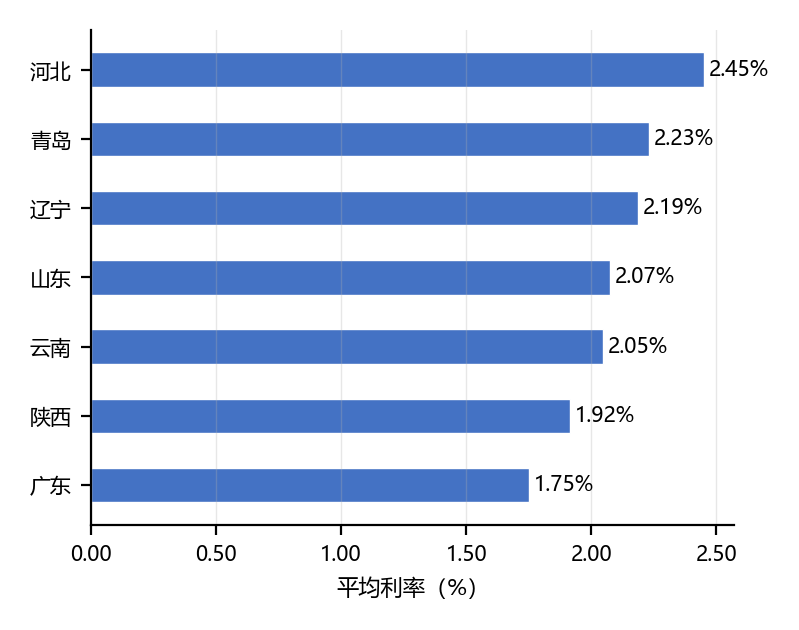 河北 2.45%
青岛 2.23%
辽宁 2.19%
山东 2.07%
云南 2.05%
陕西 1.92%
广东 1.75%
0.00 0.50 1.00 1.50 2.00 2.50
平均利率（%）